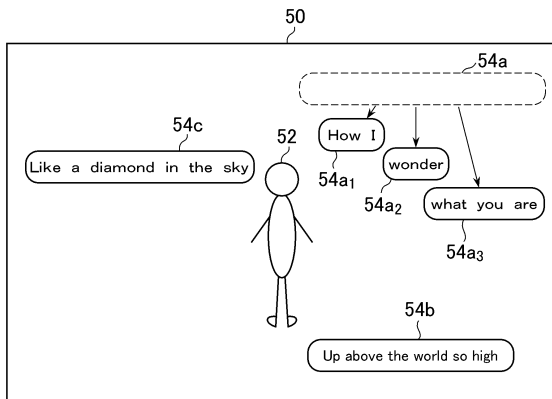 50
54a
How I
54a1
wonder
54a2
what you are
54a3
54c
Like a diamond in the sky
52
54b
Up above the world so high